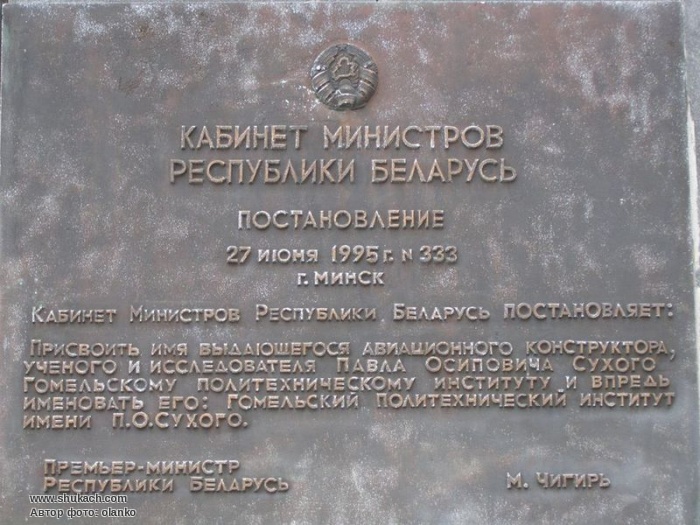 КАБИНЕТ МИНИСТРОВ
РЕСПУБЛИКИ БЕЛАРУСЬ
ПОСТАНОВЛЕНИЕ
27 ИЮНЯ 1995 Г. N 333
Г. МИНСК
КАБИНЕТ МИНИСТРОВ РЕСПУБЛИКИ БЕЛАРУСЬ ПОСТАНОВЛЯЕТ:
ПРИСВОИТЬ ИМЯ ВЫДАЮЩЕГОСЯ АВИАЦИОННОГО КОНСТРУКТОРА,
УЧЕНОГО И ИССЛЕДОВАТЕЛЯ ПАВЛА ОСИПОВИЧА СУХОГО
ГОМЕЛЬСКОМУ ПОЛИТЕХНИЧЕСКОМУ ИНСТИТУТУ И ВПРЕДЬ
ИМЕНОВАТЬ ЕГО: ГОМЕЛЬСКИЙ ПОЛИТЕХНИЧЕСКИЙ ИНСТИТУТ
ИМЕНИ П.О.СУХОГО.
ПРЕМЬЕР-МИНИСТР
РЕСПУБЛИКИ БЕЛАРУСЬ М. ЧИГИРЬ
www.shukach.com
Автор фото: olanko